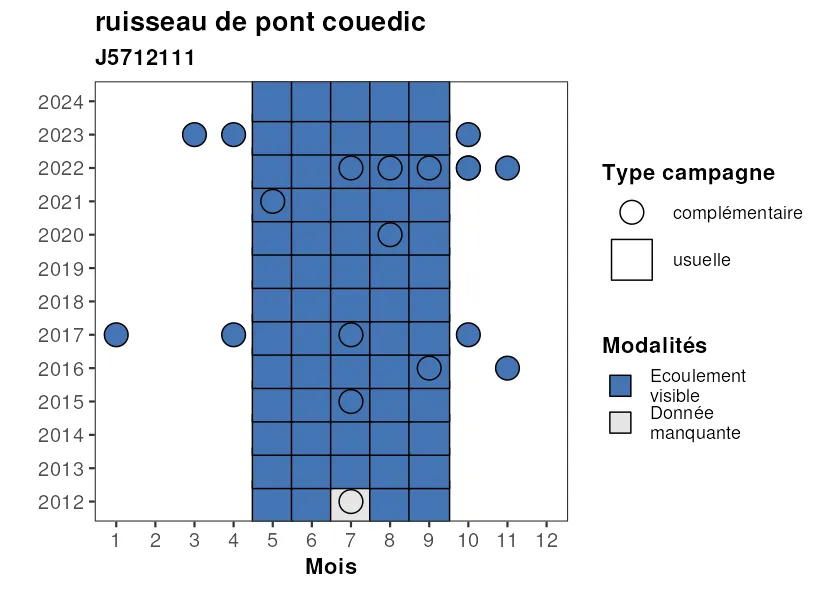 ruisseau de pont couedic
J5712111
2024
2023
2022
2021
2020
2019
2018
2017
2016
2015
2014
2013
2012
1 2 3 4 5 6 7 8 9 10 11 12
Mois
Type campagne
complémentaire
usuelle
Modalités
Ecoulement
visible
Donnée
manquante